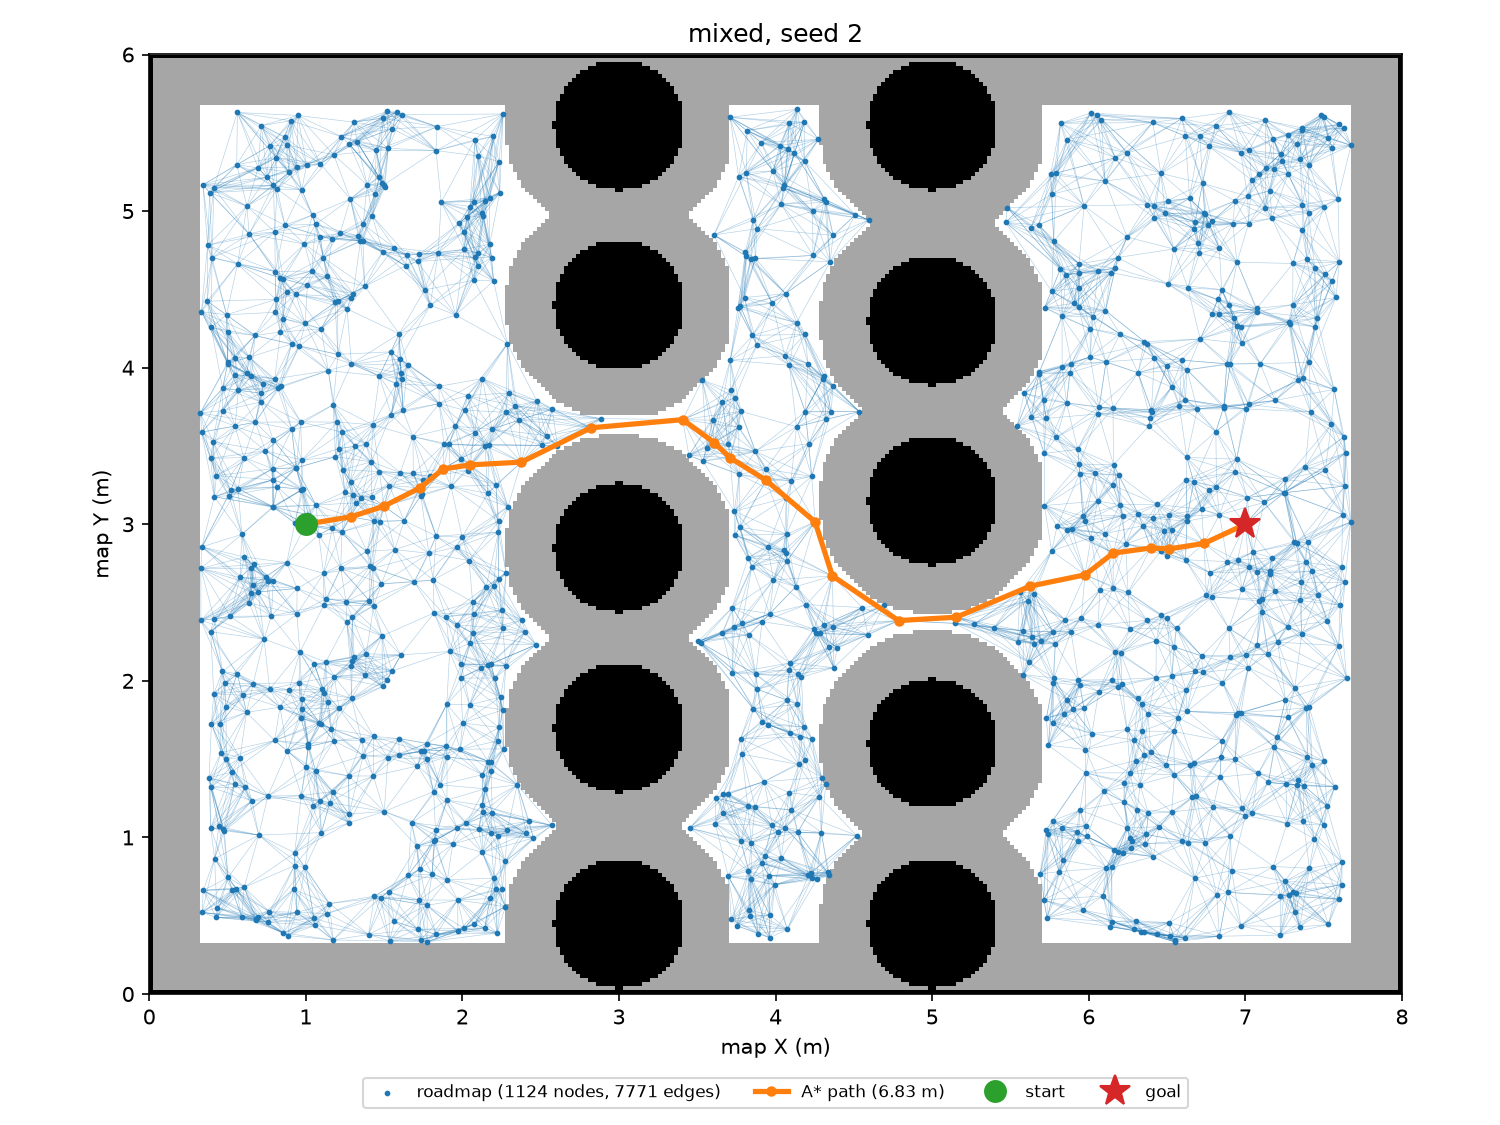 mixed, seed 2
6
5
4
3
2
1
0
map Y (m)
0 1 2 3 4 5 6 7 8
map X (m)
roadmap (1124 nodes, 7771 edges) A* path (6.83 m) start goal